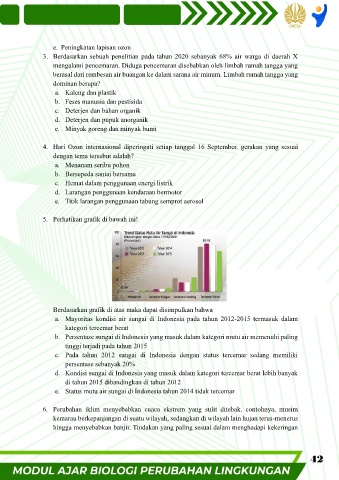 e. Peningkatan lapisan ozon
3. Berdasarkan sebuah penelitian pada tahun 2020 sebanyak 68% air warga di daerah X
mengalami pencemaran. Diduga pencemaran disebabkan oleh limbah rumah tangga yang
berasal dari rembesan air buangan ke dalam sarana air minum. Limbah rumah tangga yang
dominan berupa?
a. Kaleng dan plastik
b. Feses manusia dan pestisida
c. Deterjen dan bahan organik
d. Deterjen dan pupuk anorganik
e. Minyak goreng dan minyak bumi
4. Hari Ozon internasional diperingati setiap tanggal 16 September. gerakan yang sesuai
dengan tema tersebut adalah?
a. Menanam seribu pohon
b. Bersepeda santai bersama
c. Hemat dalam penggunaan energi listrik
d. Larangan penggunaan kendaraan bermotor
e. Titik larangan penggunaan tabung semprot aerosol
5. Perhatikan grafik di bawah ini!
Trend Status Mutu Air Sungai di Indonesia
Tahun 2012
Tahun 2014
Tahun 2013
Tahun 2015
Berdasarkan grafik di atas maka dapat disimpulkan bahwa
a. Mayoritas kondisi air sungai di Indonesia pada tahun 2012-2015 termasuk dalam
kategori tercemar berat
b. Persentase sungai di Indonesia yang masuk dalam kategori mutu air memenuhi paling
tinggi terjadi pada tahun 2015
c. Pada tahun 2012 sungai di Indonesia dengan status tercemar sedang memiliki
persentase sebanyak 20%
d. Kondisi sungai di Indonesia yang masuk dalam kategori tercemar berat lebih banyak
di tahun 2015 dibandingkan di tahun 2012
e. Status mutu air sungai di Indonesia tahun 2014 tidak tercemar
6. Perubahan iklim menyebabkan cuaca ekstrem yang sulit ditebak. contohnya, musim
kemarau berkepanjangan di suatu wilayah, sedangkan di wilayah lain hujan terus-menerus
hingga menyebabkan banjir. Tindakan yang paling sesuai dalam menghadapi kekeringan
42
MODUL AJAR BIOLOGI PERUBAHAN LINGKUNGAN